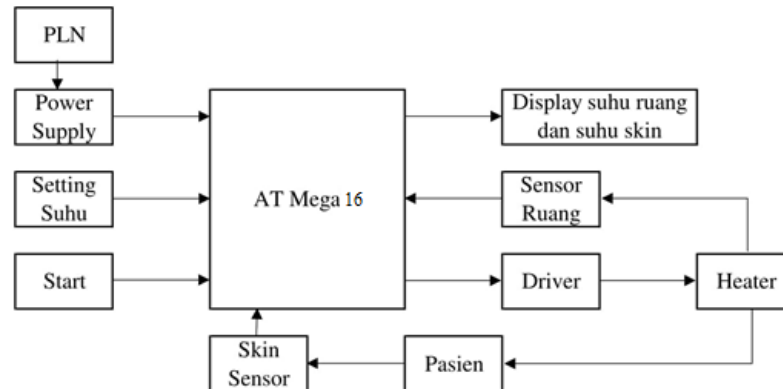 PLN
Power
Supply
Display suhu ruang
dan suhu skin
Setting
Suhu
AT Mega 16
Sensor
Ruang
Start
Driver
Heater
Skin
Sensor
Pasien